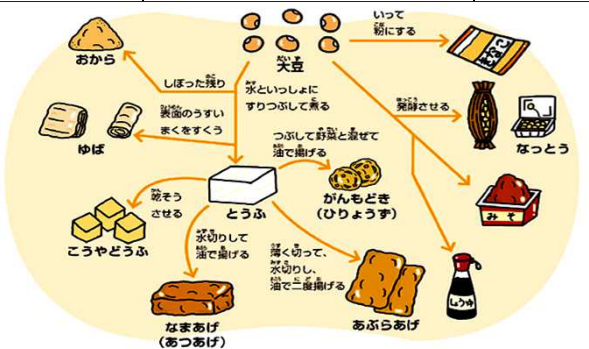 大豆
いって
粉にする
きなこ
おから
しぼった残り
水といっしょに
すりつぶして煮る
発酵させる
表面のうすい
まくをすくう
ゆば
なっとう
つぶして野菜と混ぜて
油で揚げる
がんもどき
(ひりょうず)
とうふ
みそ
乾そう
させる
こうやどうふ
水切りして
油で揚げる
薄く切って、
水切りし、
油で二度揚げる
しょうゆ
なまあげ
(あつあげ)
あぶらあげ